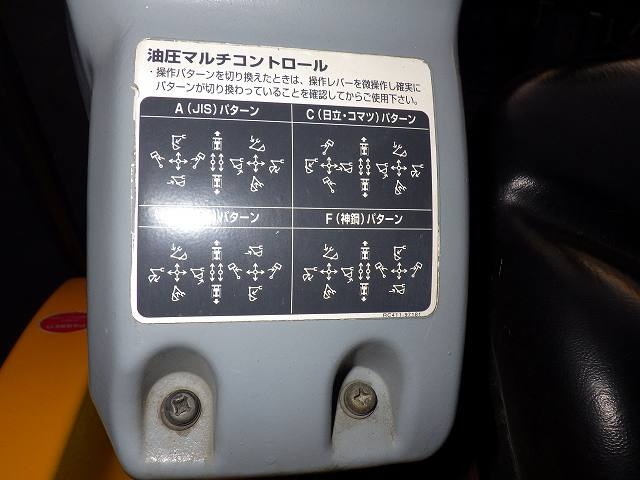 油圧マルチコントロール
・操作パターンを切り換えたときは、操作レバーを微操作し確実に
パターンが切り換わっていることを確認してからご使用下さい。
A(JIS)パターン
C(日立・コマツ)パターン
)パターン
F(神鋼)パターン